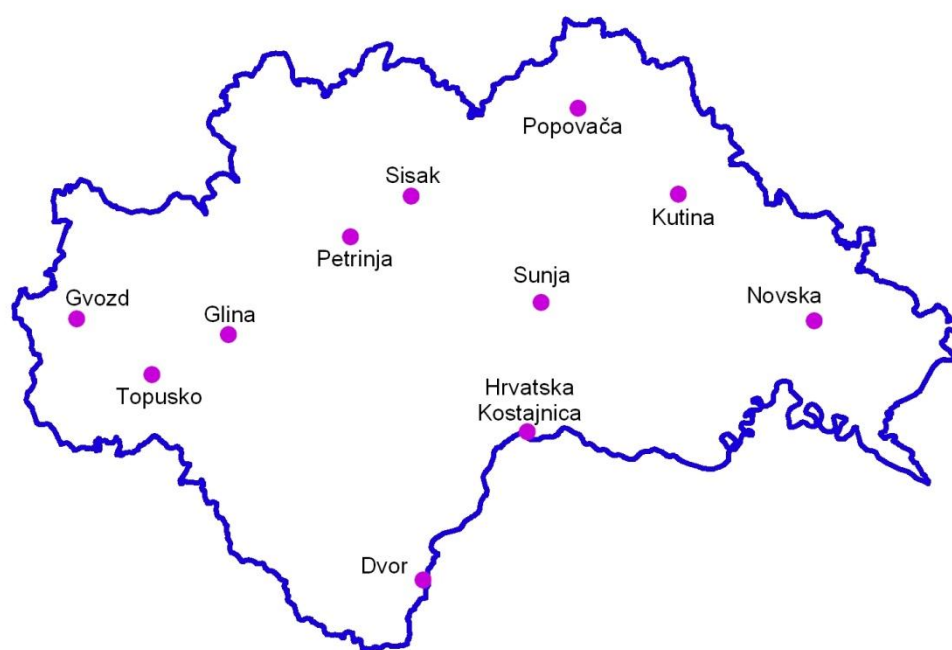 Popovača
Sisak
Kutina
Petrinja
Sunja
Gvozd
Glina
Novska
Topusko
Hrvatska
Kostajnica
Dvor